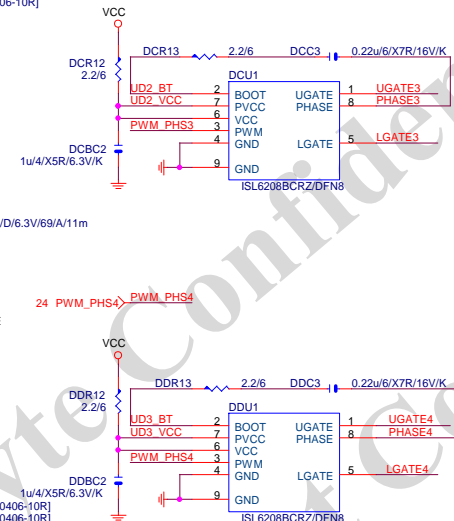 06-10R]
VCC
DCR13
2.2/6
DCC3
0.22u/6/X7R/16V/K
DCR12
2.2/6
DCU1
UD2_BT
2
BOOT
UGATE
1
UGATE3
UD2_VCC
7
PVCC
PHASE
8
PHASE3
6
VCC
PWM_PHS3
3
PWM
4
GND
LGATE
5
LGATE3
DCBC2
1u/4/X5R/6.3V/K
9
GND
ISL6208BCRZ/DFN8
/D/6.3V/69/A/11m
24 PWM_PHS4
PWM_PHS4
VCC
DDR13
2.2/6
DDC3
0.22u/6/X7R/16V/K
DDR12
2.2/6
DDU1
UD3_BT
2
BOOT
UGATE
1
UGATE4
UD3_VCC
7
PVCC
PHASE
8
PHASE4
6
VCC
PWM_PHS4
3
PWM
4
GND
LGATE
5
LGATE4
DDBC2
1u/4/X5R/6.3V/K
9
GND
0406-10R]
0406-10R]
ISL6208BCRZ/DFN8
yte Confiden